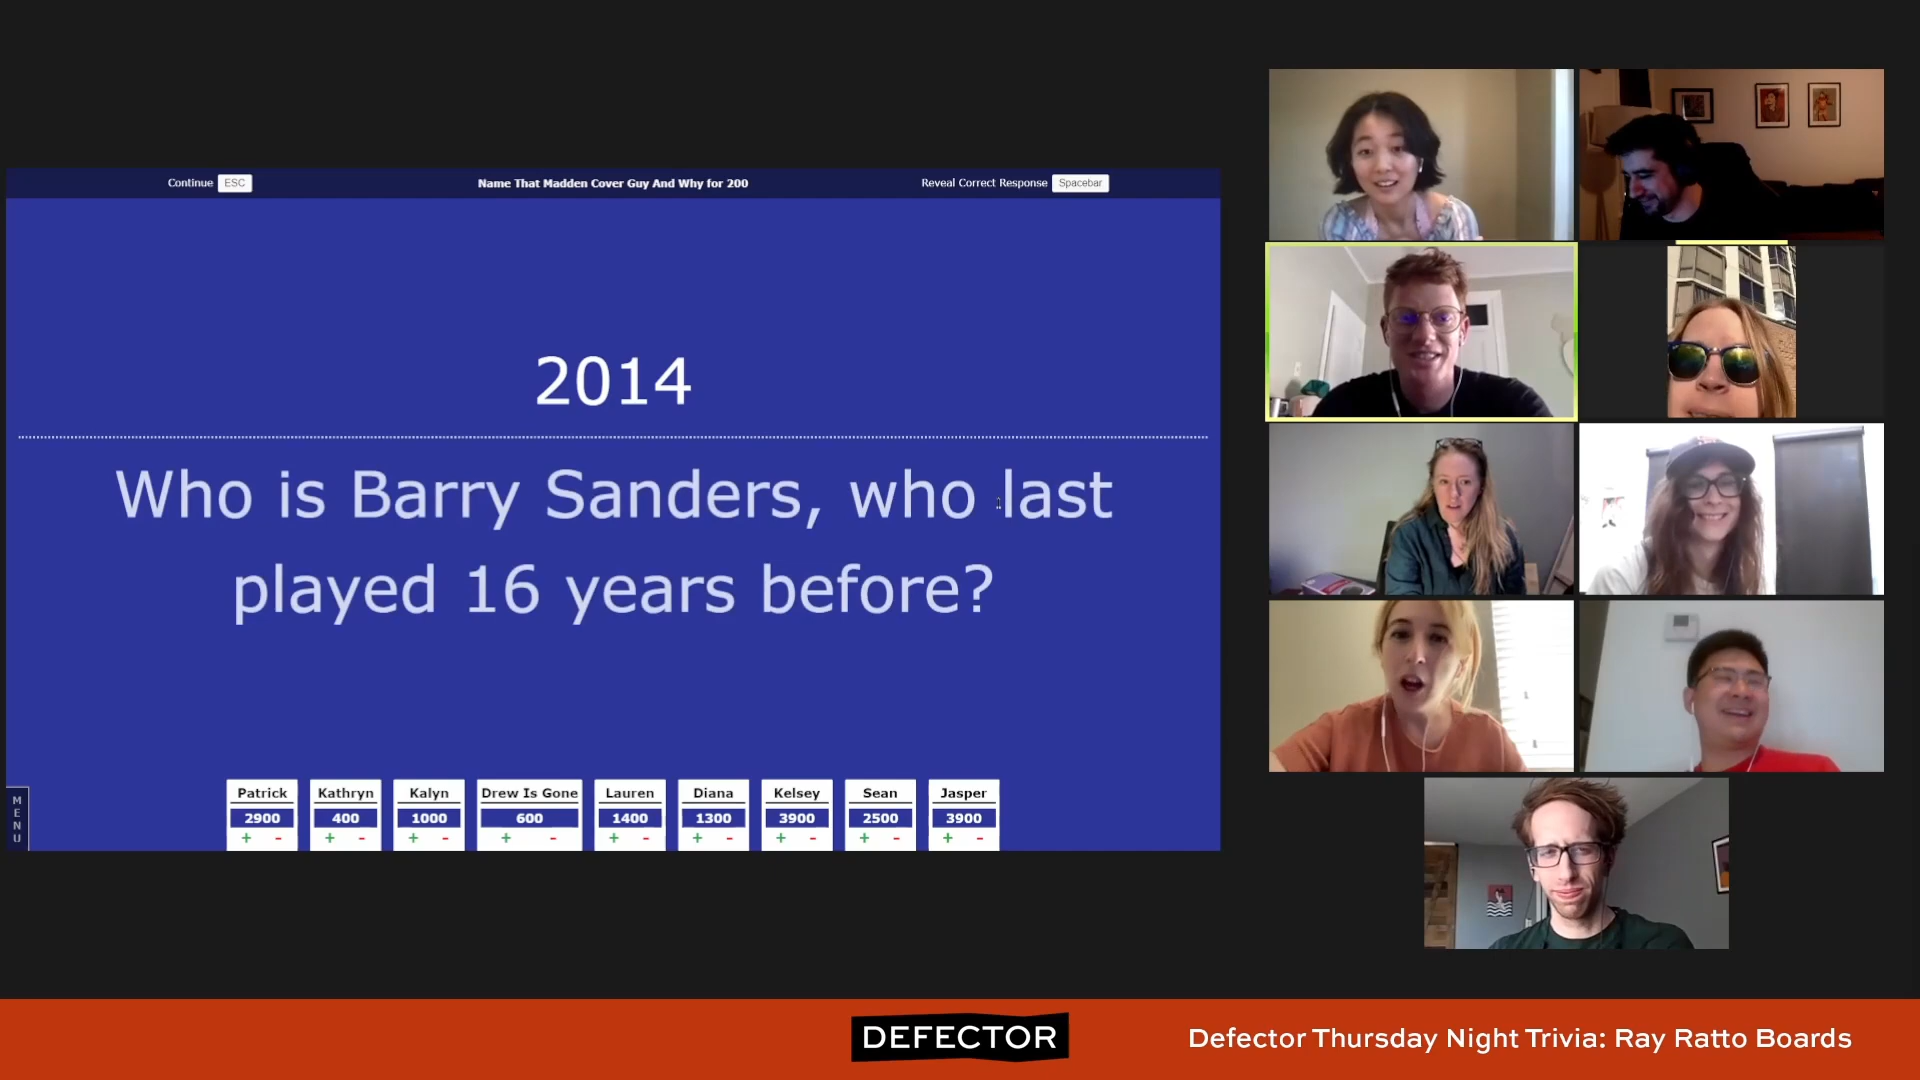 Continue ESC
Name That Madden Cover Guy And Why for 200
Reveal Correct Response Spacebar
2014
Who is Barry Sanders, who last
played 16 years before?
MENU
Patrick Kathryn Kalyn Drew Is Gone Lauren Diana Kelsey Sean Jasper
2900 400 1000 600 1400 1300 3900 2500 3900
+ - + - + - + - + - + - + - + - + -
DEFECTOR
Defector Thursday Night Trivia: Ray Ratto Boards